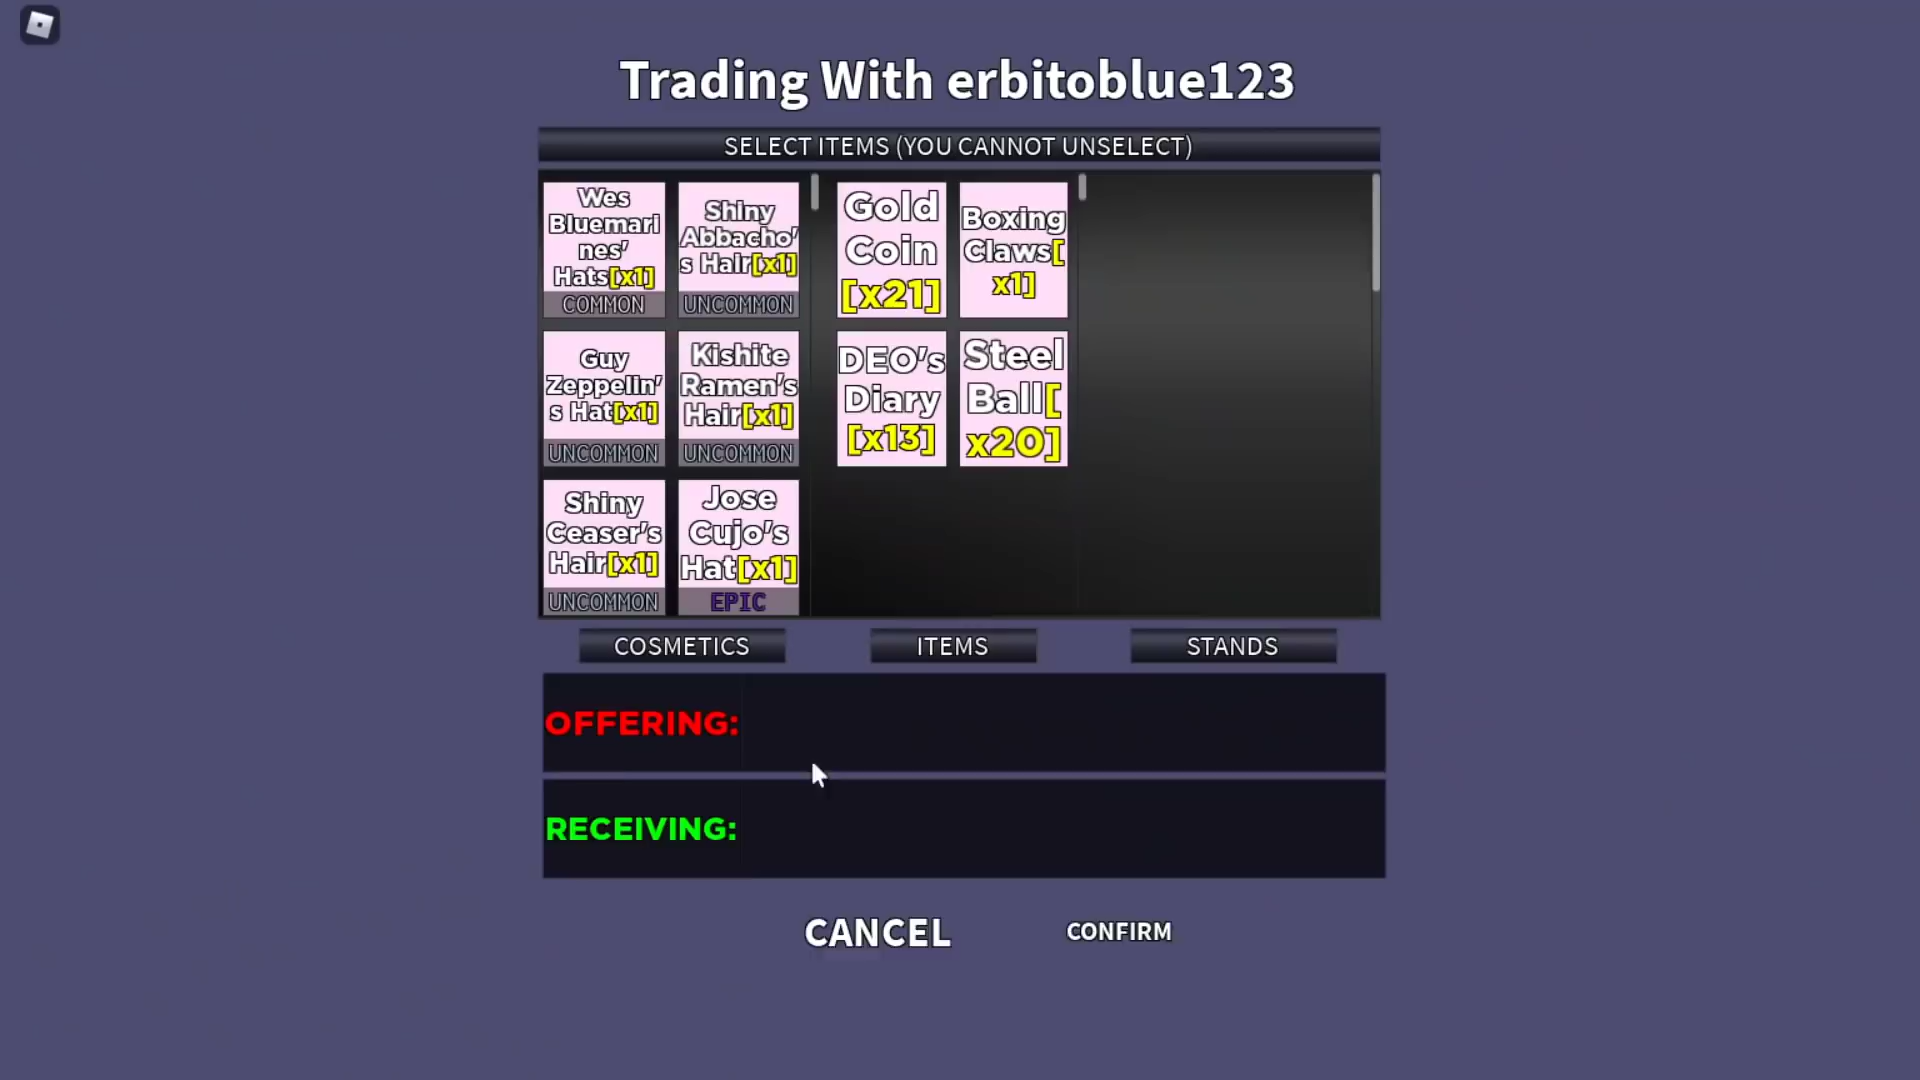 Trading With erbitoblue123
SELECT ITEMS (YOU CANNOT UNSELECT)
Wes
Bluemari
nes'
Hats[x1]
COMMON
Shiny
Abbacho'
s Hair[x1]
UNCOMMON
Gold
Coin
[x21]
Boxing
Claws[
x1]
Guy
Zeppelin'
s Hat[x1]
UNCOMMON
Kishite
Ramen's
Hair[x1]
UNCOMMON
DEO's
Diary
[x13]
Steel
Ball[
x20]
Shiny
Ceaser's
Hair[x1]
UNCOMMON
Jose
Cujo's
Hat[x1]
EPIC
COSMETICS
ITEMS
STANDS
OFFERING:
RECEIVING:
CANCEL
CONFIRM